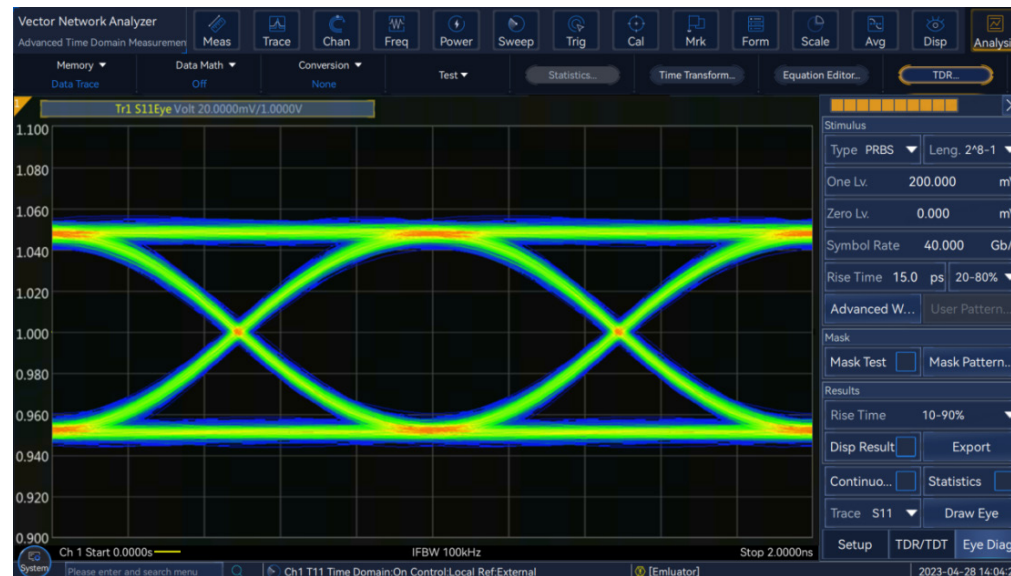 Vector Network Analyzer
Advanced Time Domain Measuremen
Meas Trace Chan Freq Power Sweep Trig Cal Mrk Form Scale Avg Disp Analysi
Memory Data Math Conversion Test Statistics... Time Transform... Equation Editor... TDR...
Data Trace Off None
1 Tr1 S11Eye Volt 20.0000mV/1.0000V
1.100
1.080
1.060
1.040
1.020
1.000
0.980
0.960
0.940
0.920
0.900
Stimulus
Type PRBS Leng. 2^8-1
One Lv. 200.000 m
Zero Lv. 0.000 m
Symbol Rate 40.000 Gb/
Rise Time 15.0 ps 20-80%
Advanced W... User Pattern...
Mask
Mask Test Mask Pattern...
Results
Rise Time 10-90%
Disp Result Export
Continuo... Statistics
Trace S11 Draw Eye
Setup TDR/TDT Eye Diag
Ch 1 Start 0.0000s IFBW 100kHz Stop 2.0000ns
System Please enter and search menu Ch1 T11 Time Domain:On Control:Local Ref:External [Emluator] 2023-04-28 14:04:2